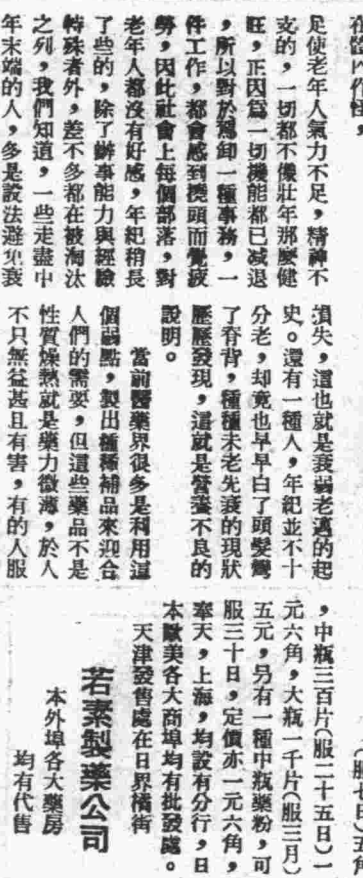 足使老年人氣力不足，精神不
支的，一切都不像壯年那麼健
旺，正因爲一切機能都已减退
，所以對於駕卸一種事務，一
件工作，都會感到撓頭而覺疲
勞，因此社會上每個部落，對
老年人都沒有好感，年紀稍長
了些的，除了辦事能力與經驗
特殊者外，差不多都在被淘汰
之列，我們知道，一些走盡中
年末端的人，多是設法避免衰
損失，這也就是衰弱老邁的起
史。還有一種人，年紀並不十
分老，却竟也早早白了頭髮彎
了脊背，種種未老先衰的現狀
歷歷發現，這就是營養不良的
說明。
當前醫藥界很多是利用這
個弱點，製出種種補品來迎合
人們的需要，但這些藥品不是
性質燥熱就是藥力微薄，於人
不只無益甚且有害，有的人服
（服七日）五角
，中瓶三百片（服二十五日）一
元六角，大瓶一千片（服三月）
五元，另有一種中瓶藥粉，可
服三十日，定價亦一元六角，
奉天，上海，均設有分行，日
本歐美各大商埠均有批發處。
天津發售處在日界橘街
若素製藥公司
本外埠各大藥房
均有代售